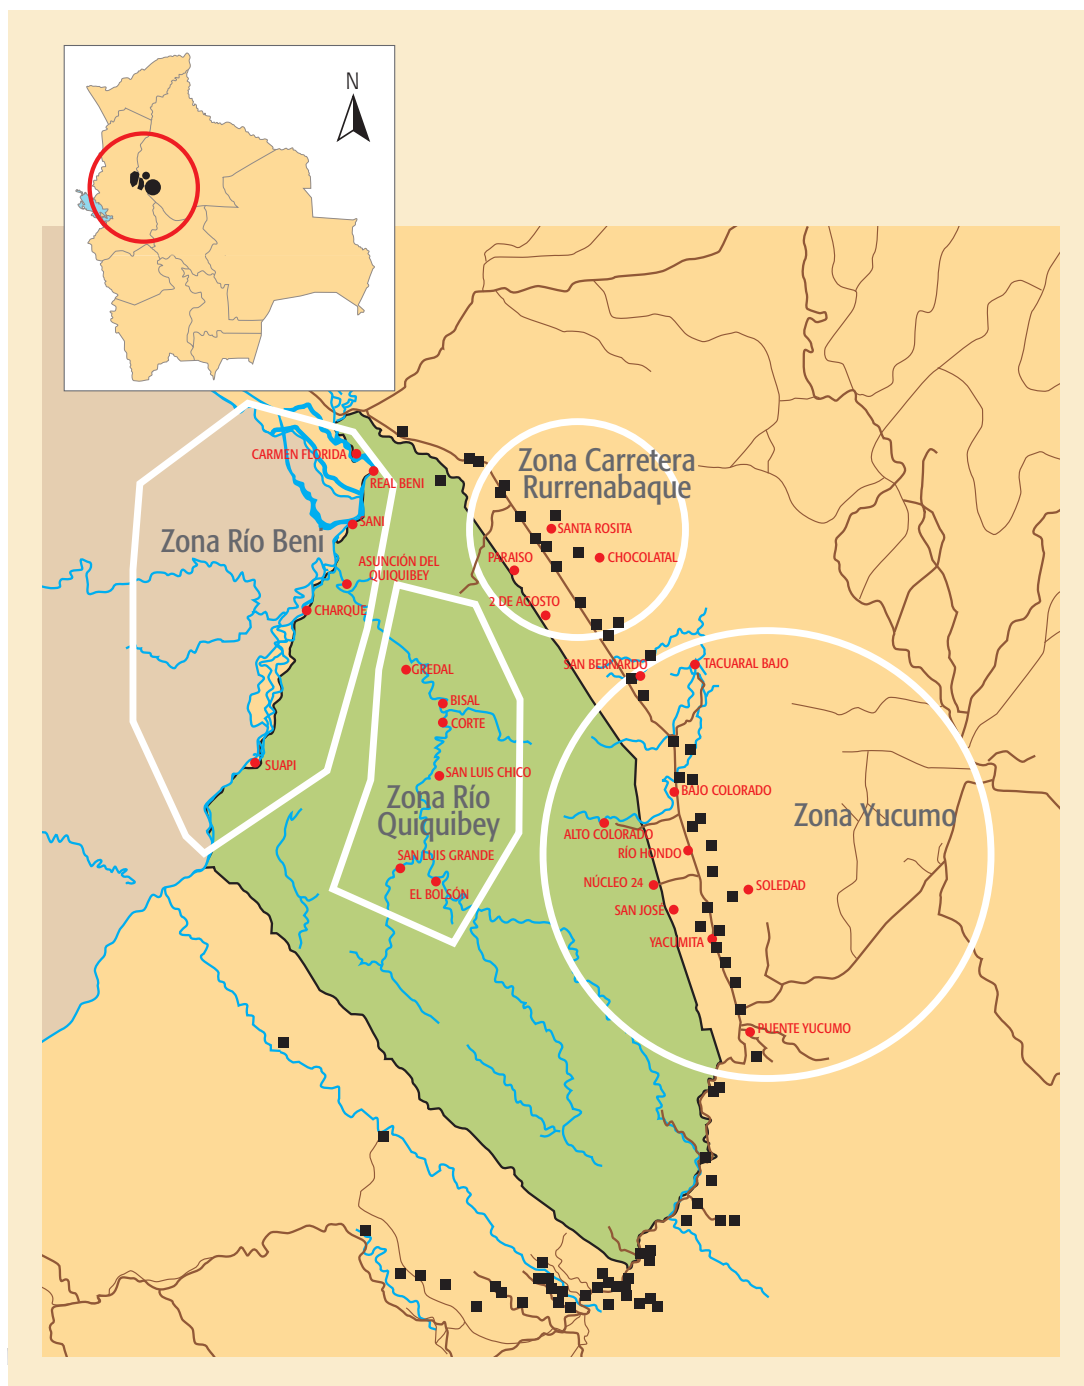 N
CARMEN FLORIDA
REAL BENI
Zona Carretera
Rurrenabaque
SANI
SANTA ROSITA
Zona Río Beni
ASUNCIÓN DEL
QUIQUIBEY
PARAISO
CHOCOLATAL
CHARQUE
2 DE AGOSTO
GREDAL
SAN BERNARDO
TACUARAL BAJO
BISAL
CORTE
SUAPI
SAN LUIS CHICO
Zona Río
Quiquibey
BAJO COLORADO
Zona Yucumo
ALTO COLORADO
SAN LUIS GRANDE
RÍO HONDO
EL BOLSÓN
NÚCLEO 24
SOLEDAD
SAN JOSÉ
YACUMITA
PUENTE YUCUMO